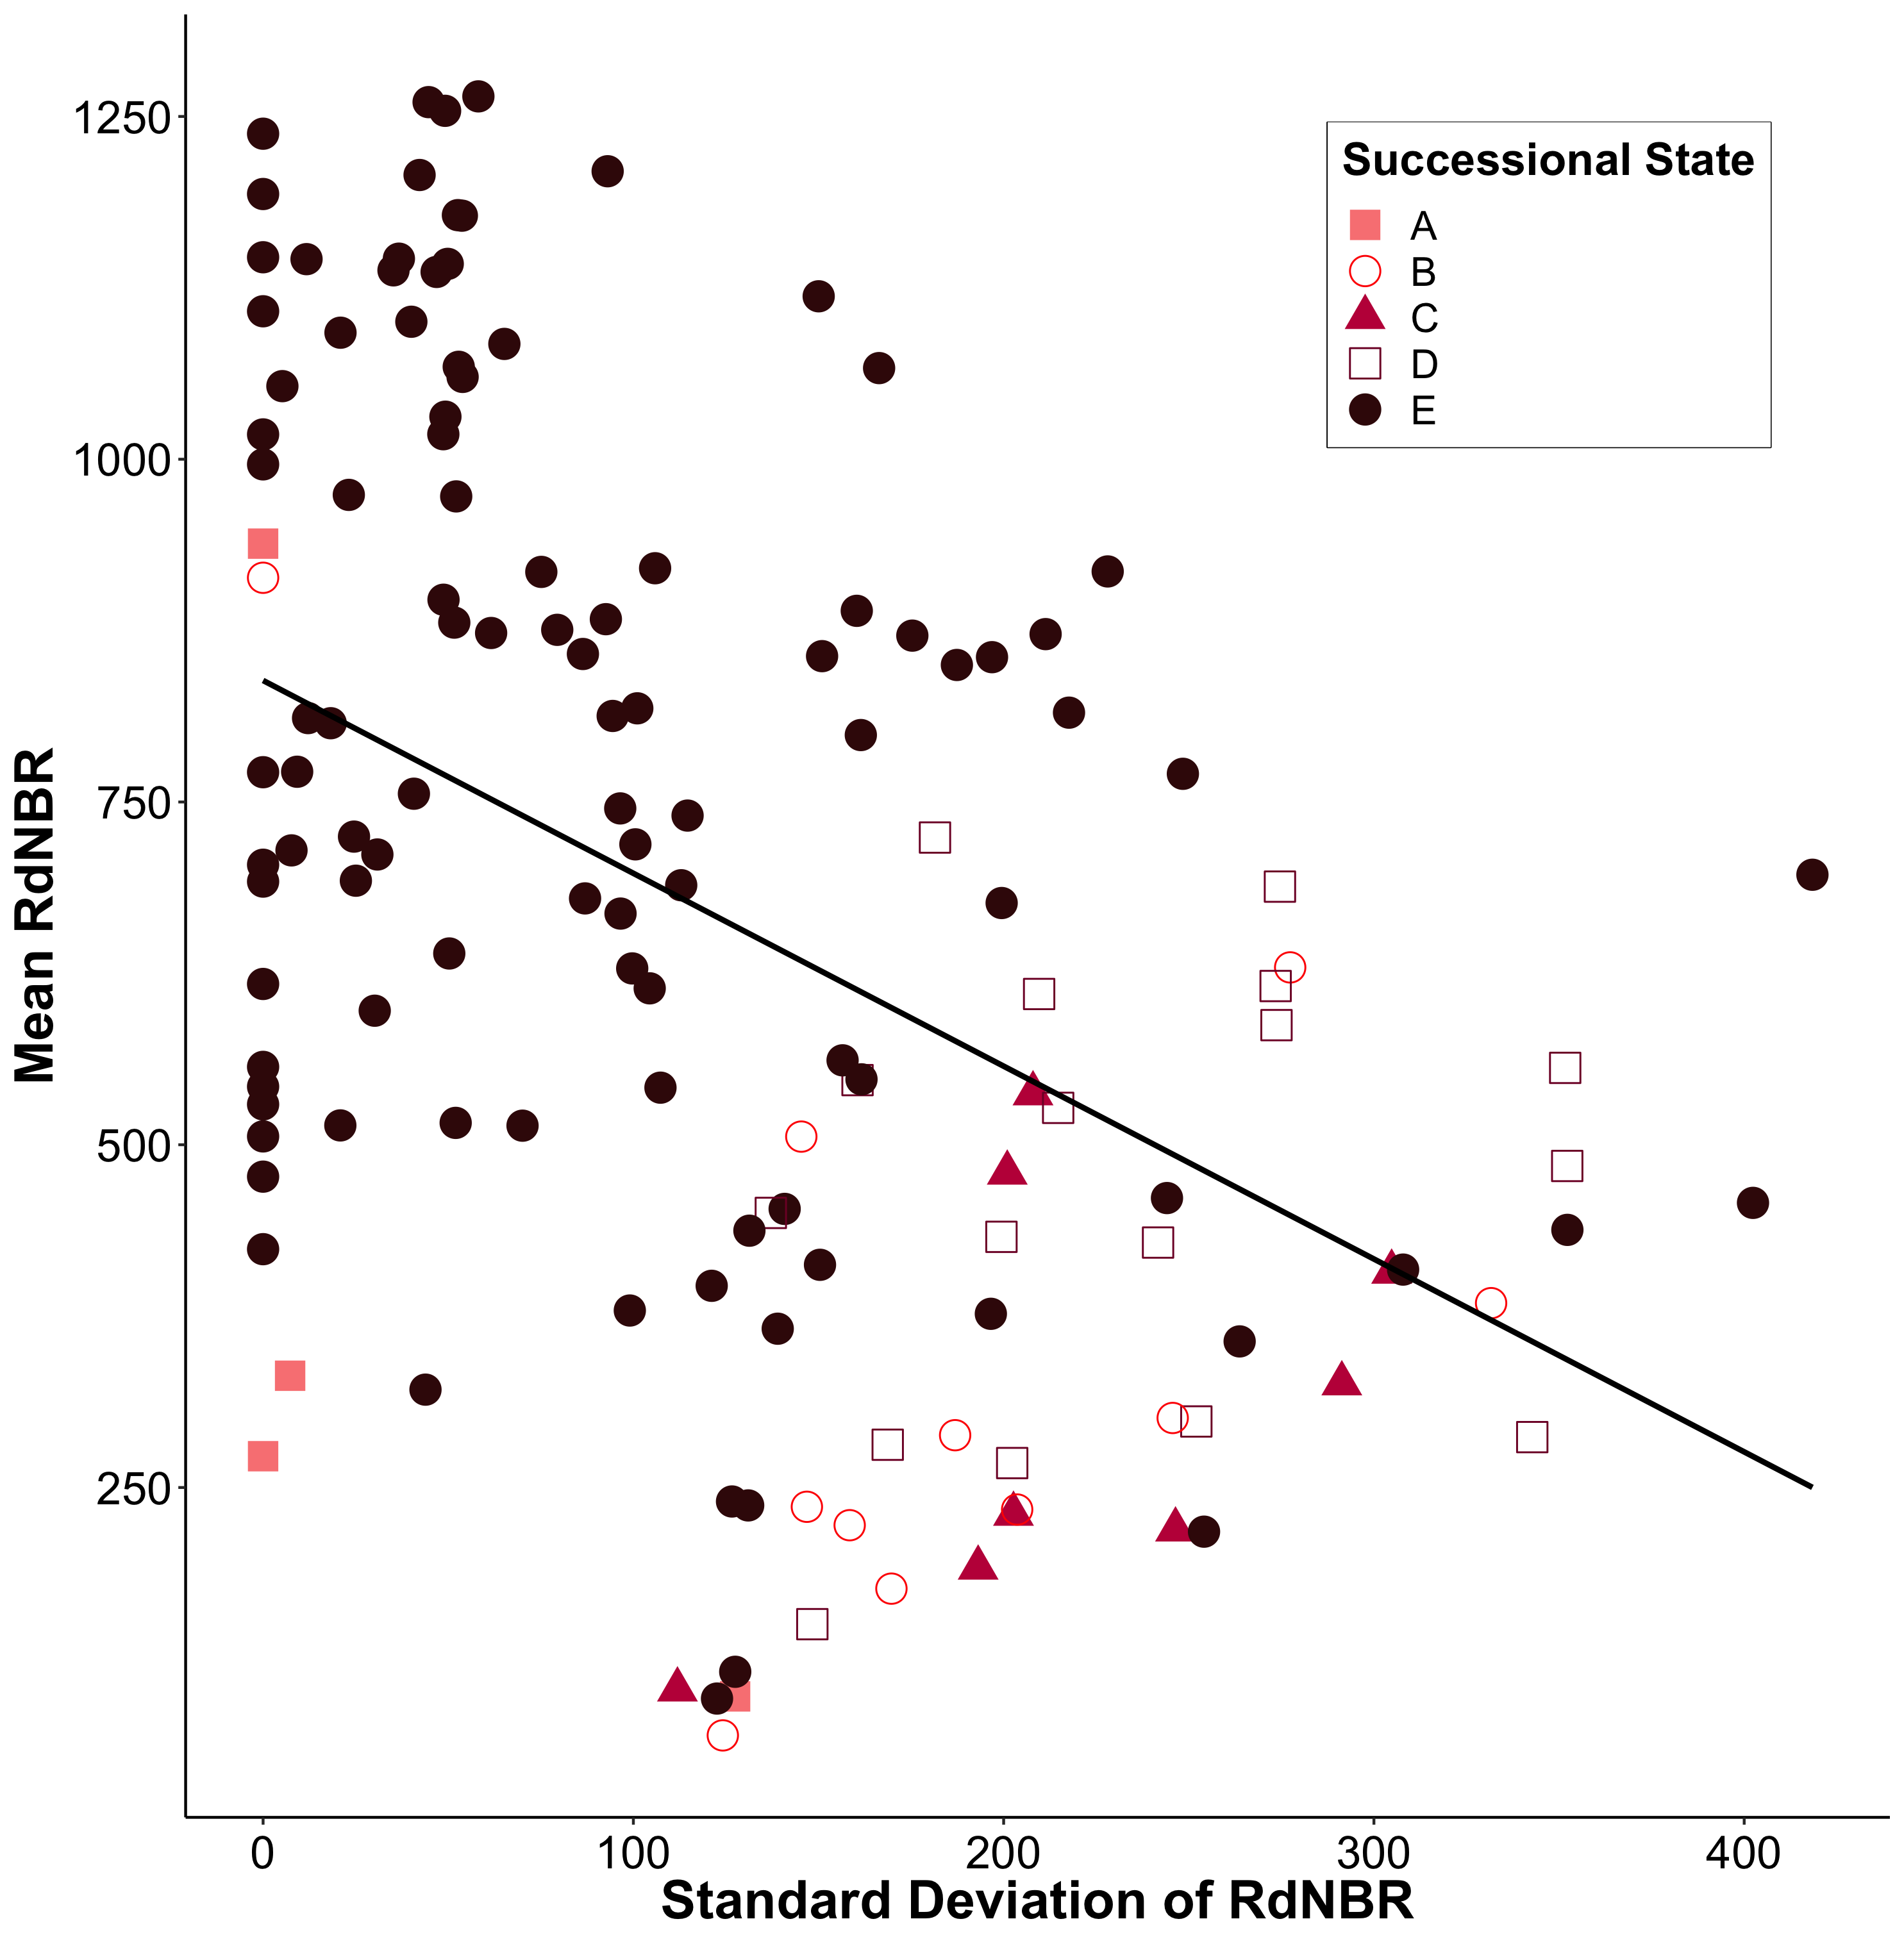 Mean RdNBR
1250
1000
750
500
250
Successional State
A
B
C
D
E
0 100 200 300 400
Standard Deviation of RdNBR